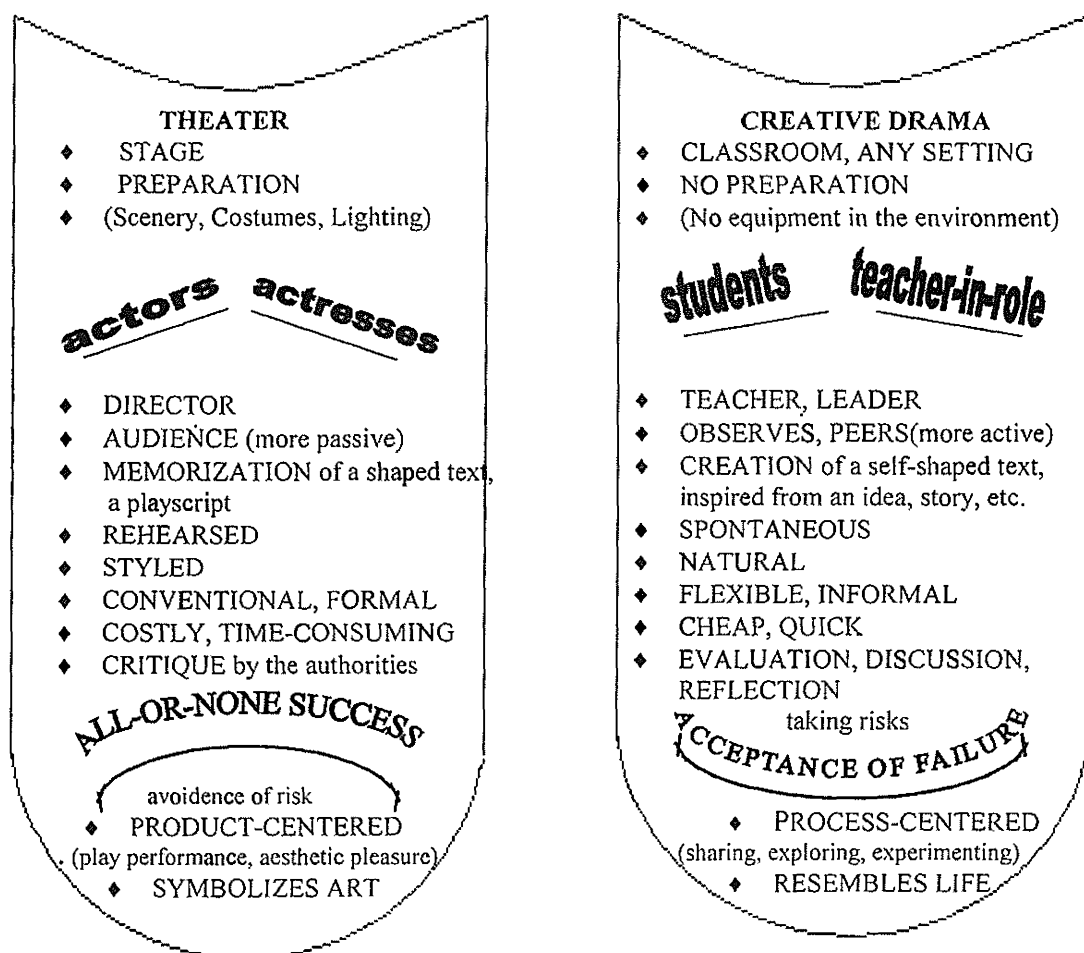 THEATER
♦ STAGE
♦ PREPARATION
♦ (Scenery, Costumes, Lighting)
actors actresses
♦ DIRECTOR
♦ AUDIENCE (more passive)
♦ MEMORIZATION of a shaped text,
a playscript
♦ REHEARSED
♦ STYLED
♦ CONVENTIONAL, FORMAL
♦ COSTLY, TIME-CONSUMING
♦ CRITIQUE by the authorities
ALL-OR-NONE SUCCESS
avoidence of risk
♦ PRODUCT-CENTERED
(play performance, aesthetic pleasure)
♦ SYMBOLIZES ART
CREATIVE DRAMA
♦ CLASSROOM, ANY SETTING
♦ NO PREPARATION
♦ (No equipment in the environment)
students teacher-in-role
♦ TEACHER, LEADER
♦ OBSERVES, PEERS(more active)
♦ CREATION of a self-shaped text,
inspired from an idea, story, etc.
♦ SPONTANEOUS
♦ NATURAL
♦ FLEXIBLE, INFORMAL
♦ CHEAP, QUICK
♦ EVALUATION, DISCUSSION,
REFLECTION
taking risks
ACCEPTANCE OF FAILURE
♦ PROCESS-CENTERED
(sharing, exploring, experimenting)
♦ RESEMBLES LIFE